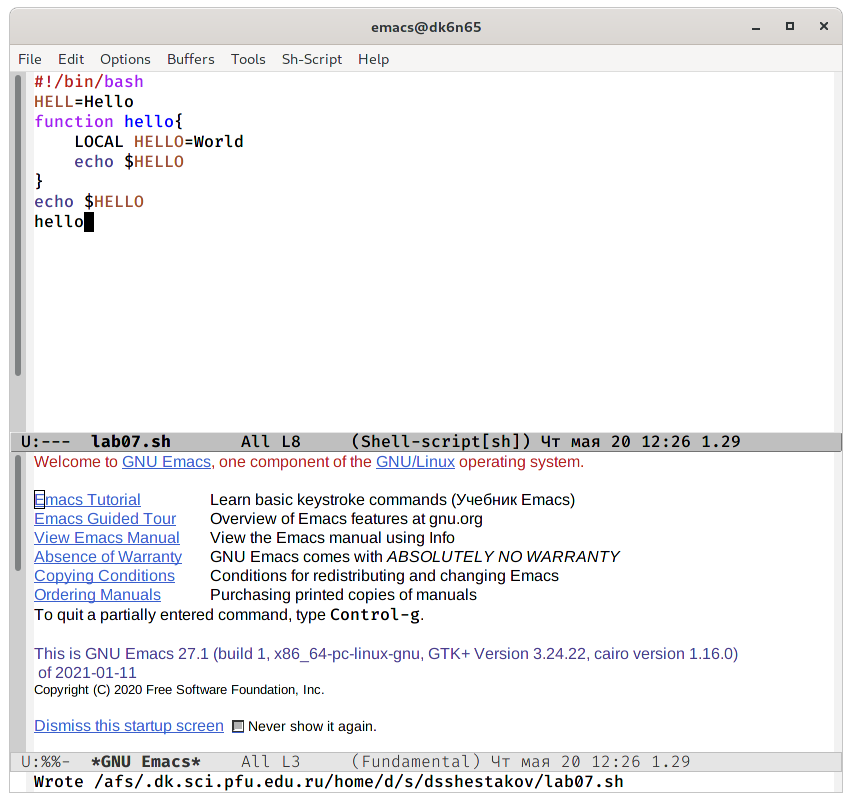 emacs@dk6n65
File Edit Options Buffers Tools Sh-Script Help
#!/bin/bash
HELL=Hello
function hello{
    LOCAL HELLO=World
    echo $HELLO
}
echo $HELLO
hello
U:--- lab07.sh All L8 (Shell-script[sh]) Чт мая 20 12:26 1.29
Welcome to GNU Emacs, one component of the GNU/Linux operating system.
Emacs Tutorial Learn basic keystroke commands (Учебник Emacs)
Emacs Guided Tour Overview of Emacs features at gnu.org
View Emacs Manual View the Emacs manual using Info
Absence of Warranty GNU Emacs comes with ABSOLUTELY NO WARRANTY
Copying Conditions Conditions for redistributing and changing Emacs
Ordering Manuals Purchasing printed copies of manuals
To quit a partially entered command, type Control-g.
This is GNU Emacs 27.1 (build 1, x86_64-pc-linux-gnu, GTK+ Version 3.24.22, cairo version 1.16.0)
of 2021-01-11
Copyright (C) 2020 Free Software Foundation, Inc.
Dismiss this startup screen Never show it again.
U:%%- *GNU Emacs* All L3 (Fundamental) Чт мая 20 12:26 1.29
Wrote /afs/.dk.sci.pfu.edu.ru/home/d/s/dsshestakov/lab07.sh